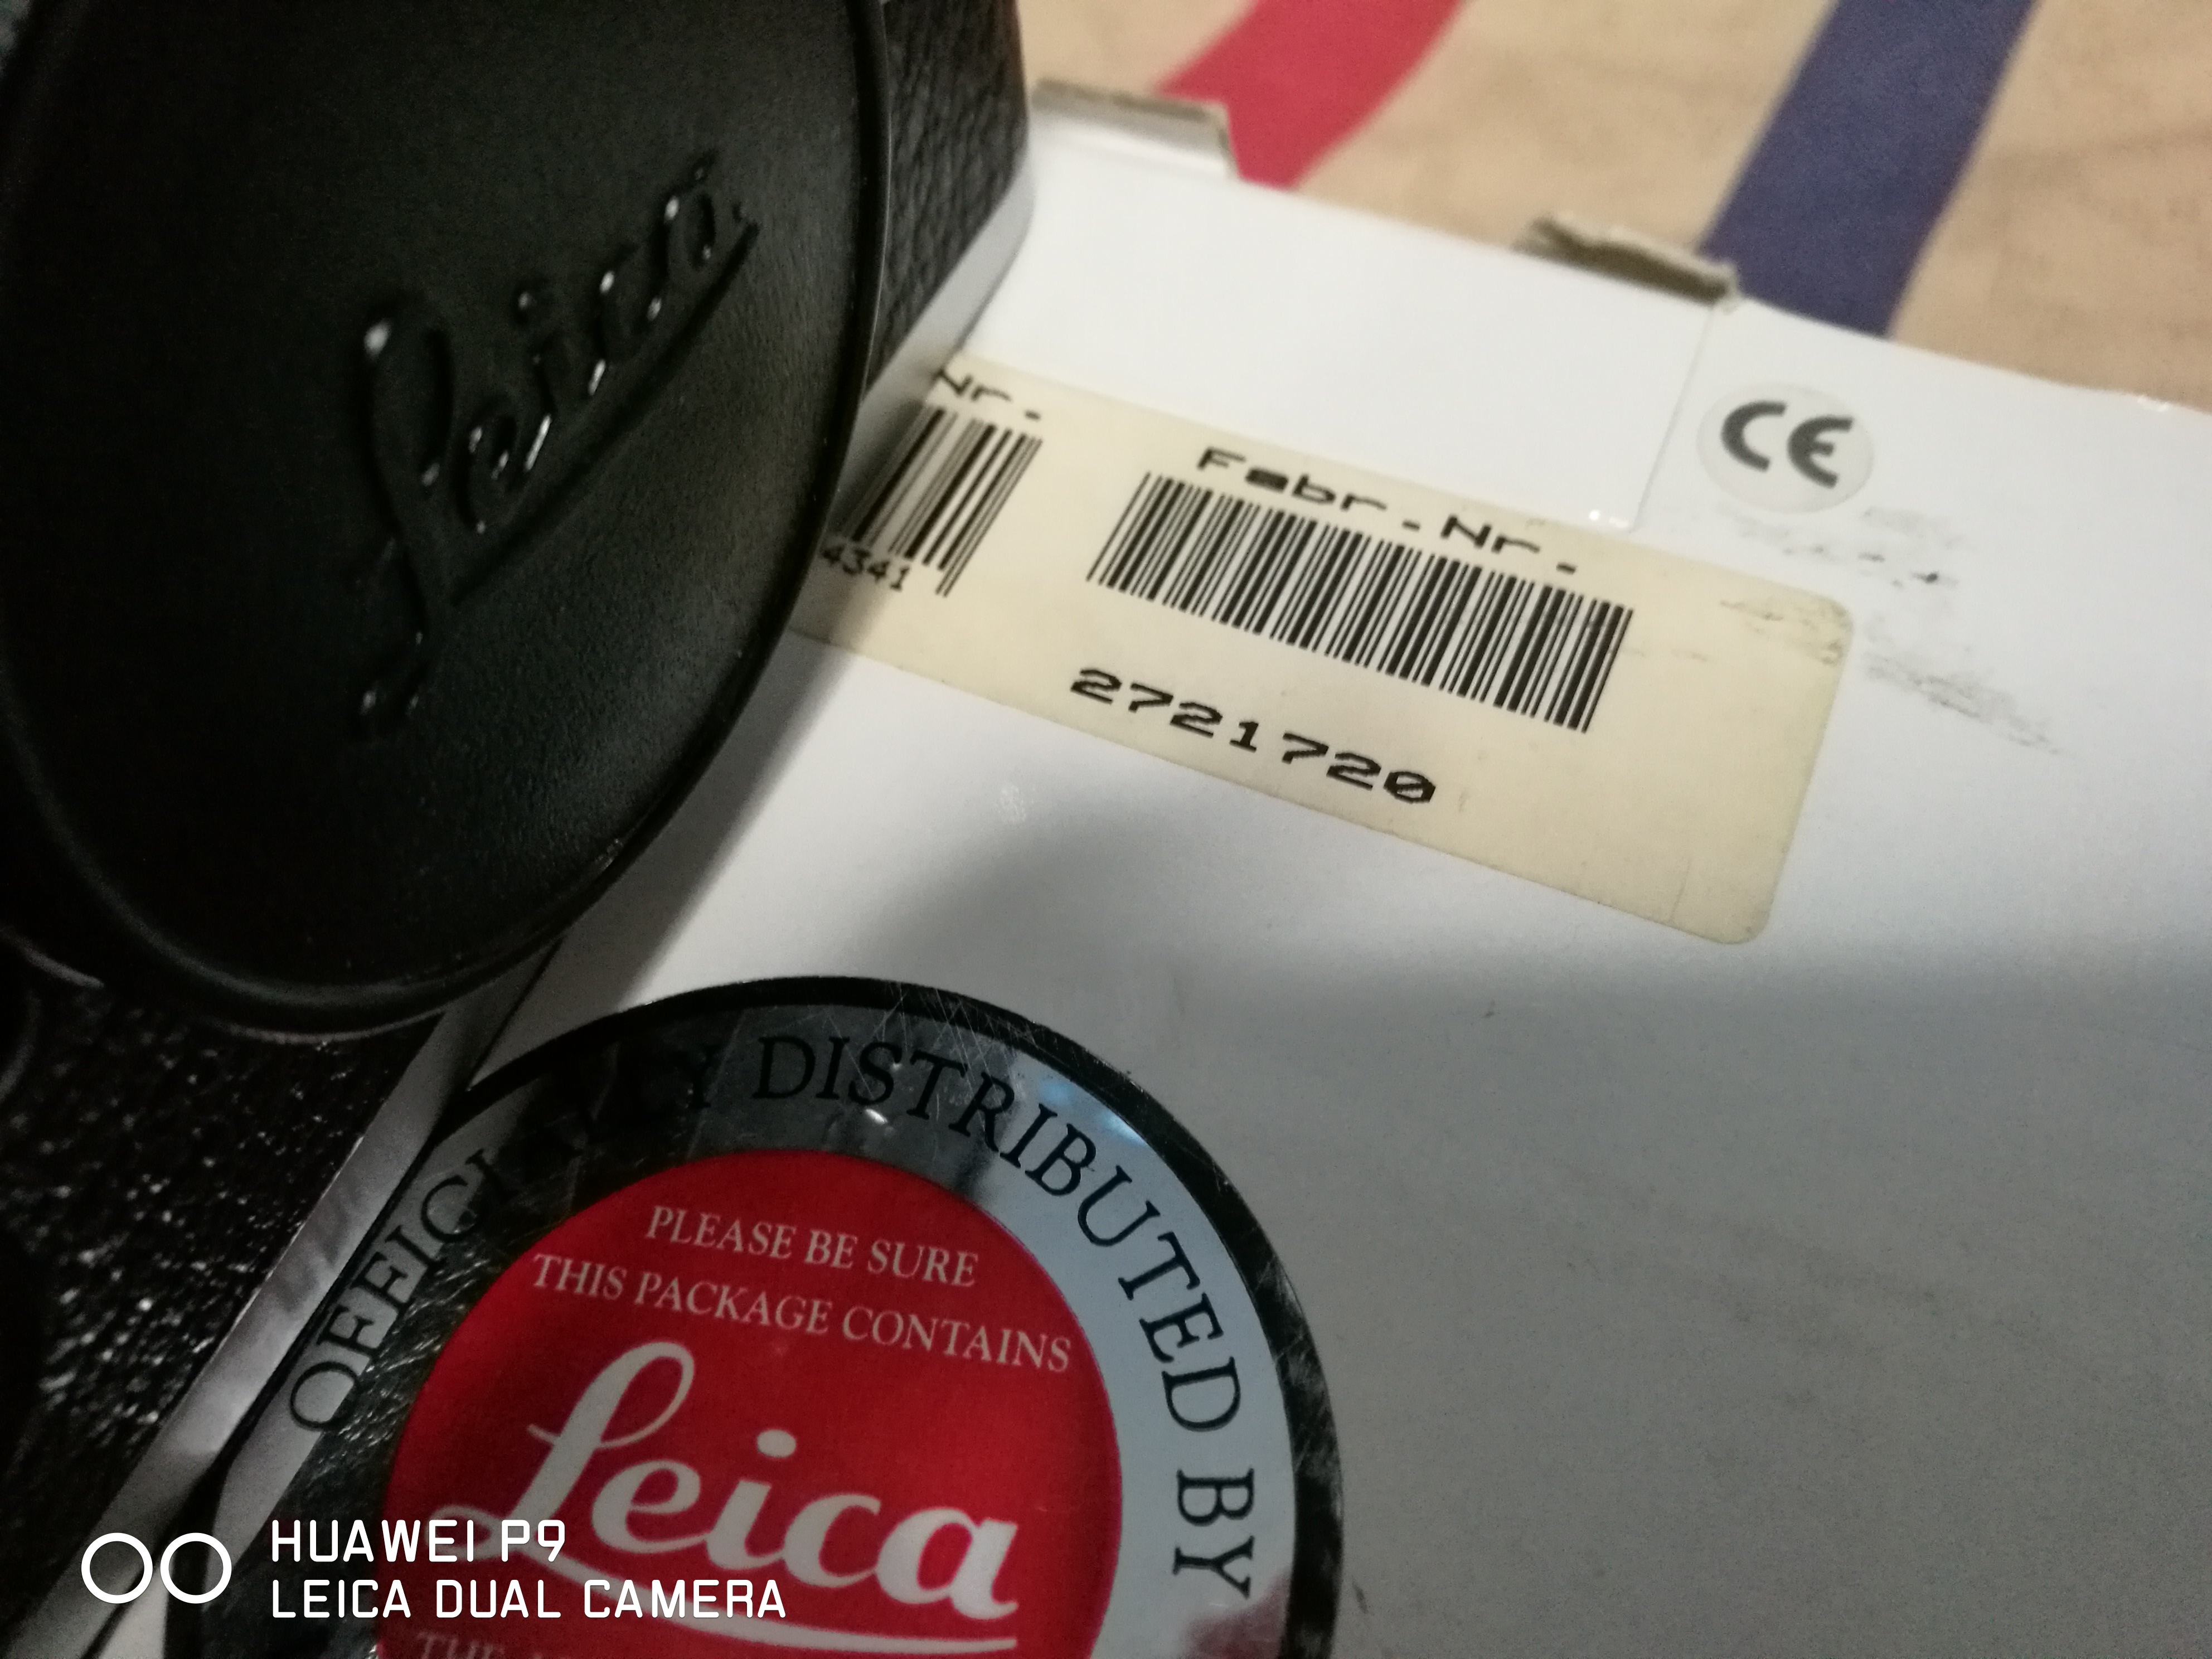 Leica
Nr.
4341
Fabr.-Nr.
2721720
CE
OFFICIALLY DISTRIBUTED BY
PLEASE BE SURE
THIS PACKAGE CONTAINS
Leica
HUAWEI P9
LEICA DUAL CAMERA